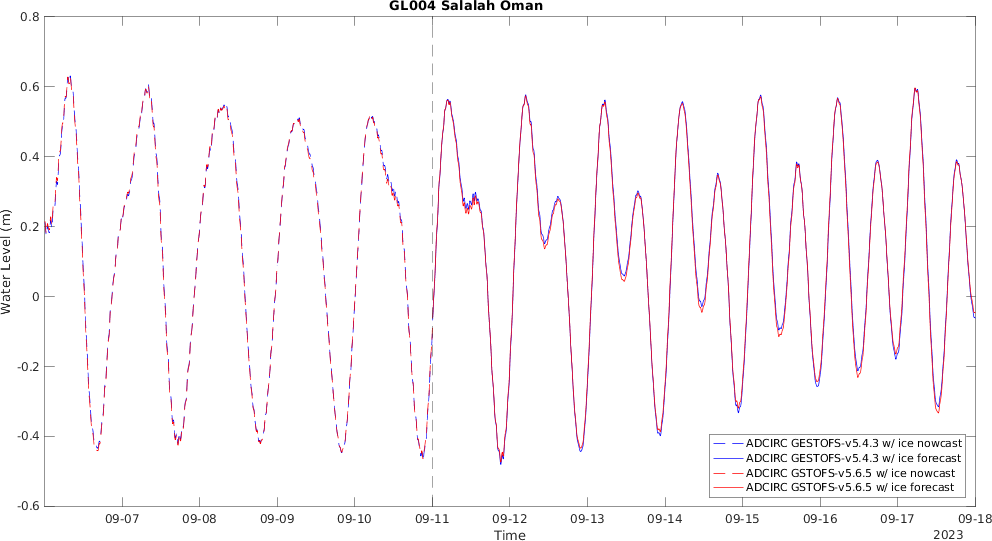 GL004 Salalah Oman
0.8
0.6
0.4
0.2
0
-0.2
-0.4
-0.6
Water Level (m)
09-07 09-08 09-09 09-10 09-11 09-12 09-13 09-14 09-15 09-16 09-17 09-18
Time
2023
ADCIRC GESTOFS-v5.4.3 w/ ice nowcast
ADCIRC GESTOFS-v5.4.3 w/ ice forecast
ADCIRC GSTOFS-v5.6.5 w/ ice nowcast
ADCIRC GSTOFS-v5.6.5 w/ ice forecast